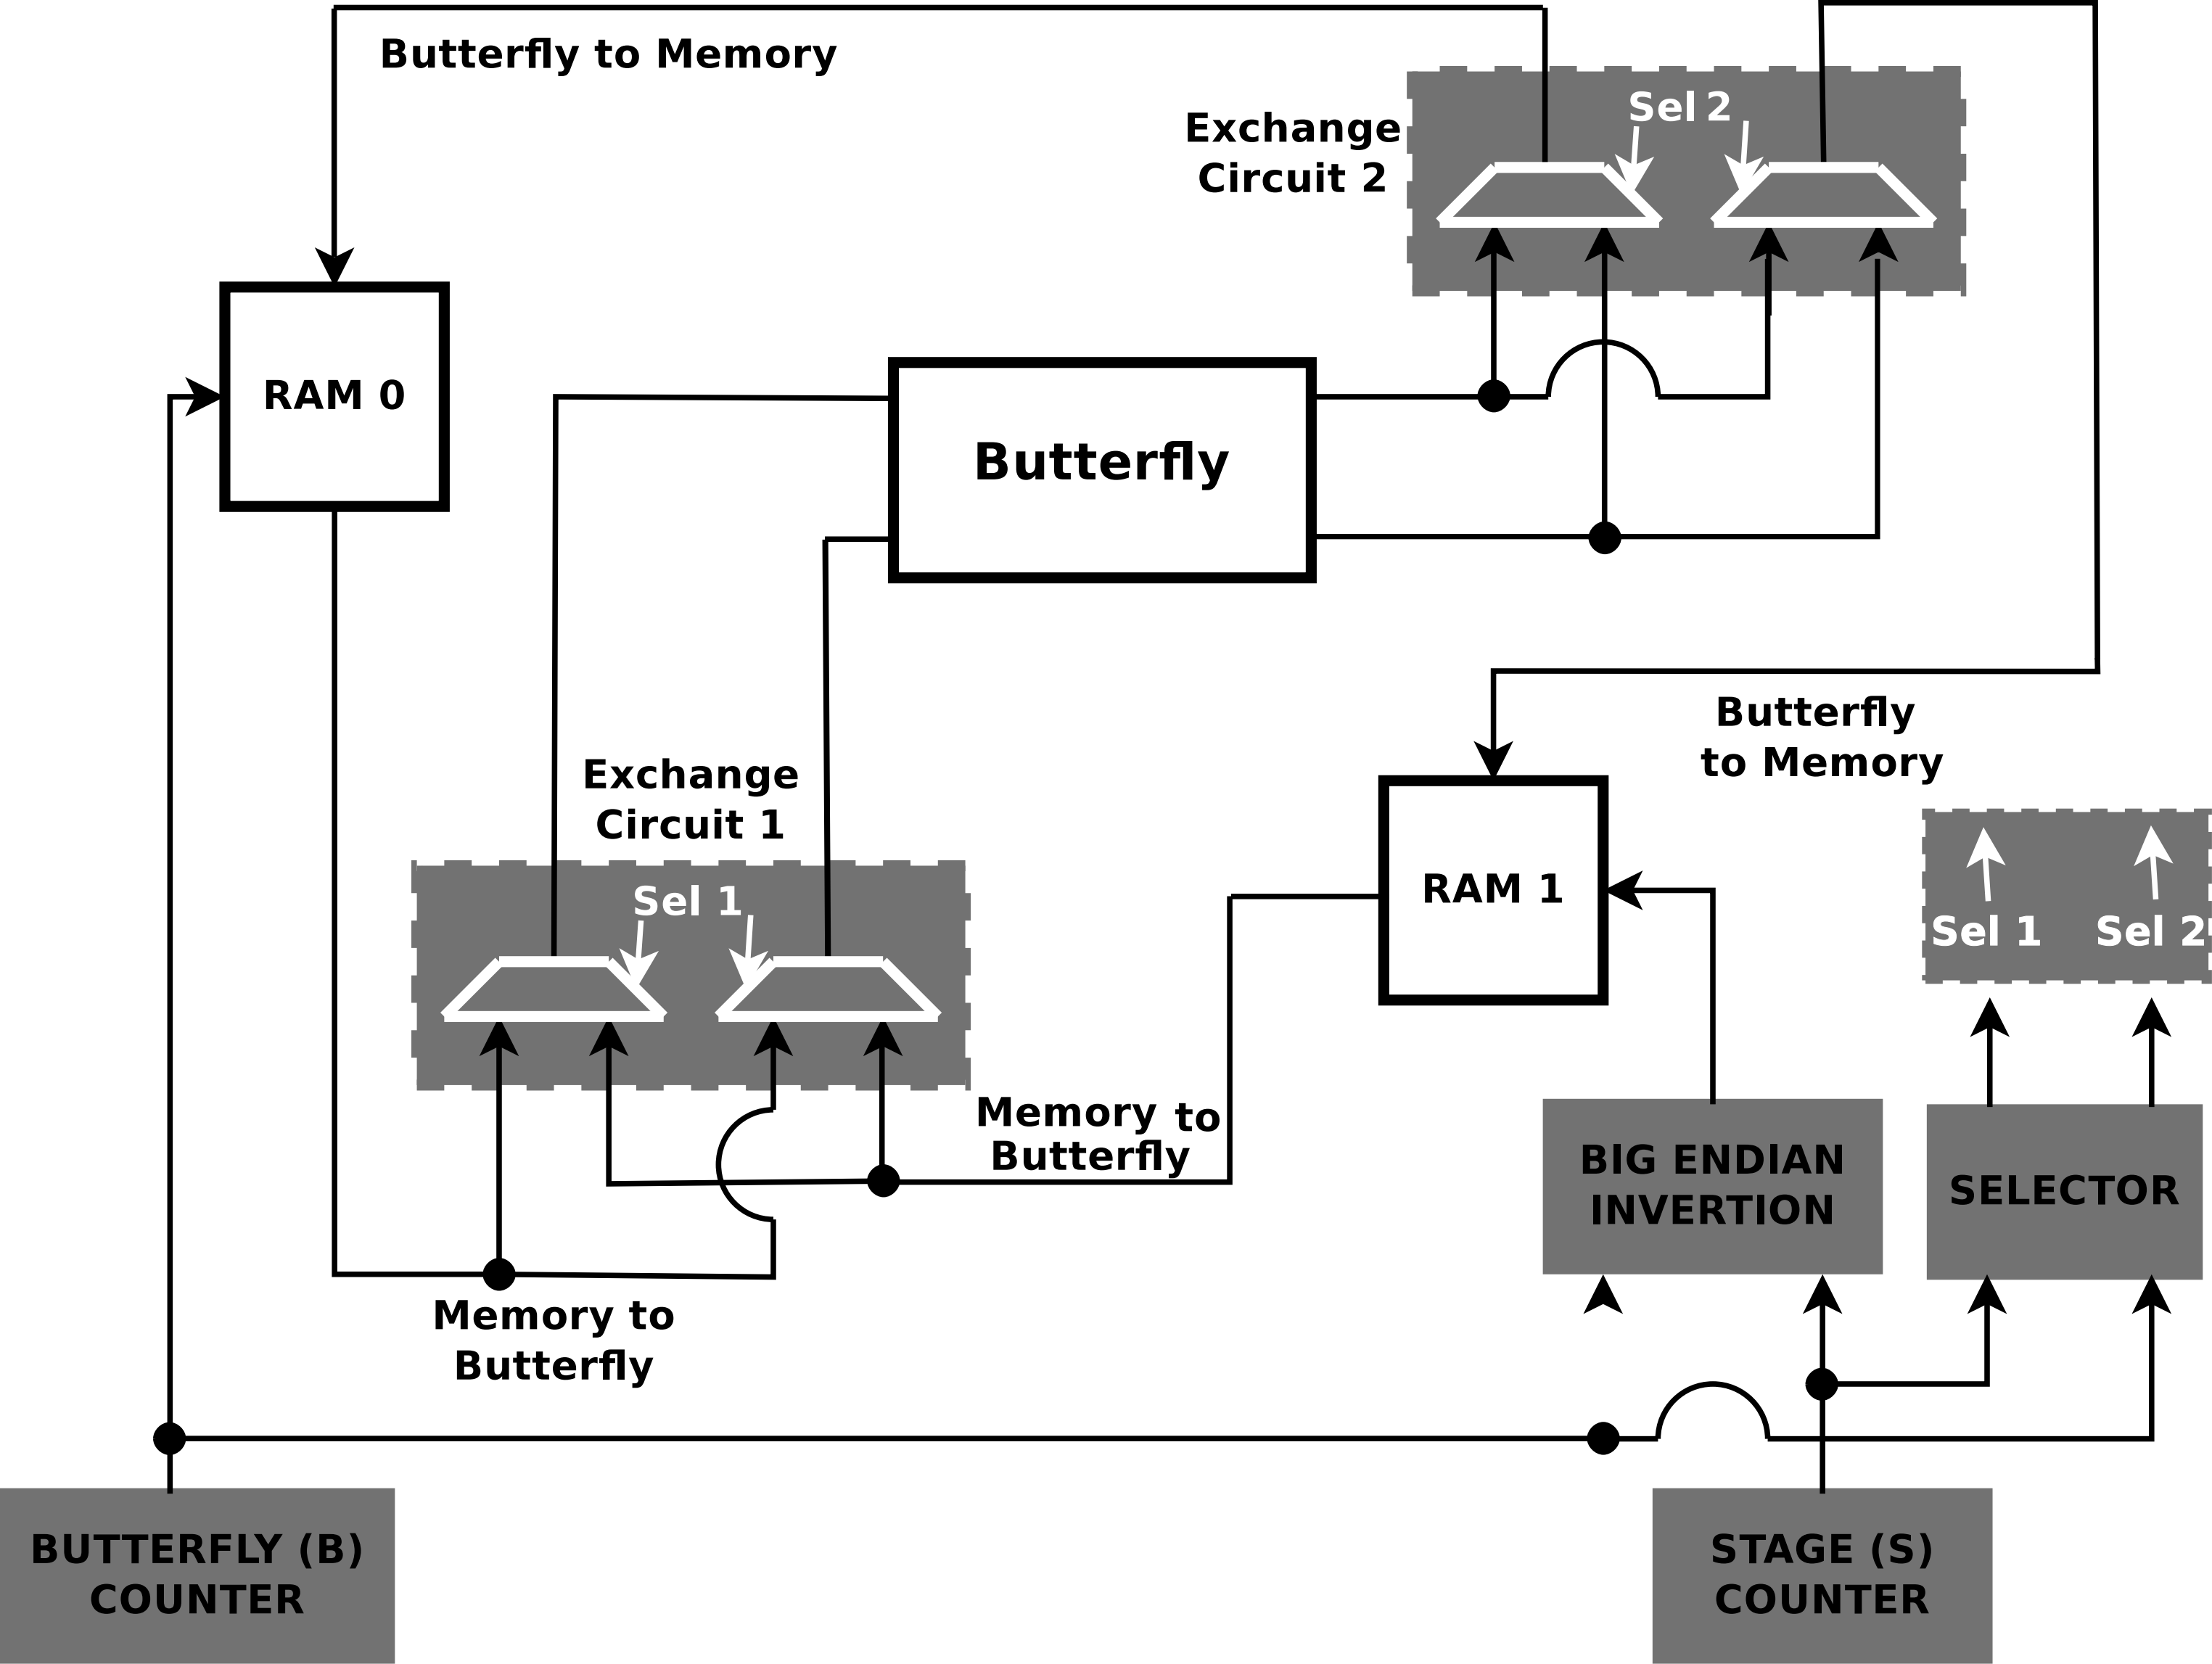 Butterfly to Memory
Exchange
Circuit 2
Sel 2
RAM 0
Butterfly
Butterfly
to Memory
Exchange
Circuit 1
Sel 1
RAM 1
Sel 1
Sel 2
Memory to
Butterfly
BIG ENDIAN
INVERTION
SELECTOR
Memory to
Butterfly
BUTTERFLY (B)
COUNTER
STAGE (S)
COUNTER